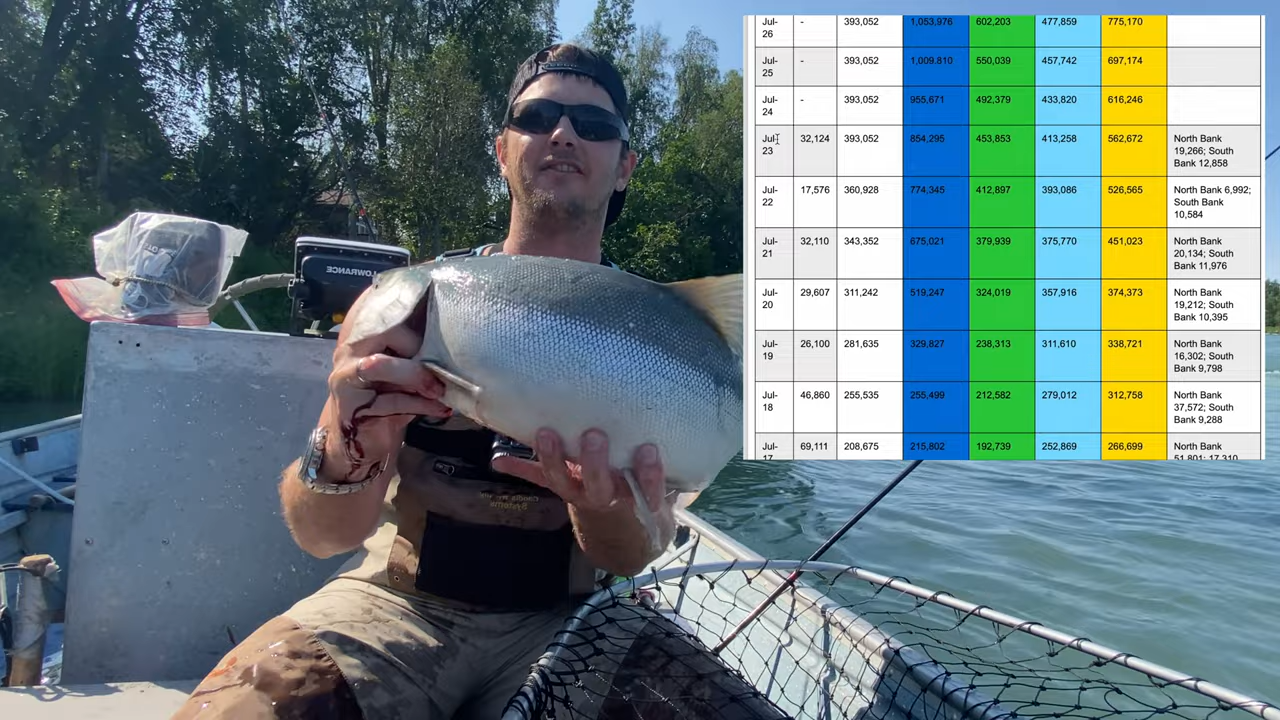 Jul-
26
-
393,052
1,053,976
602,203
477,859
775,170
Jul-
25
-
393,052
1,009.810
550,039
457,742
697,174
Jul-
24
-
393,052
955,671
492,379
433,820
616,246
Jul-
23
32,124
393,052
854,295
453,853
413,258
562,672
North Bank
19,266; South
Bank 12,858
Jul-
22
17,576
360,928
774,345
412,897
393,086
526,565
North Bank 6,992;
South Bank
10,584
Jul-
21
32,110
343,352
675,021
379,939
375,770
451,023
North Bank
20,134; South
Bank 11,976
Jul-
20
29,607
311,242
519,247
324,019
357,916
374,373
North Bank
19,212; South
Bank 10,395
Jul-
19
26,100
281,635
329,827
238,313
311,610
338,721
North Bank
16,302; South
Bank 9,798
Jul-
18
46,860
255,535
255,499
212,582
279,012
312,758
North Bank
37,572; South
Bank 9,288
Jul-
17
69,111
208,675
215,802
192,739
252,869
266,699
North Bank
51,801; 17,310
LOWRANCE